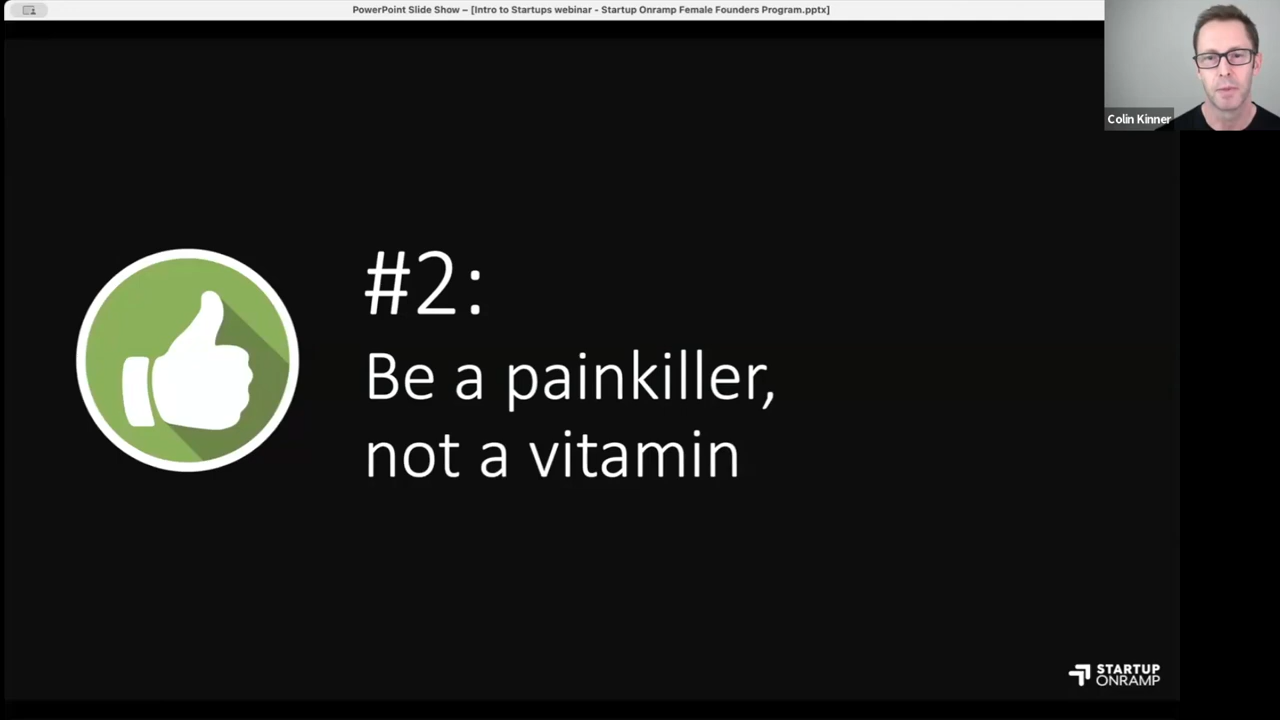 PowerPoint Slide Show – [Intro to Startups webinar - Startup Onramp Female Founders Program.pptx]
Colin Kinner
#2:
Be a painkiller,
not a vitamin
STARTUP
ONRAMP